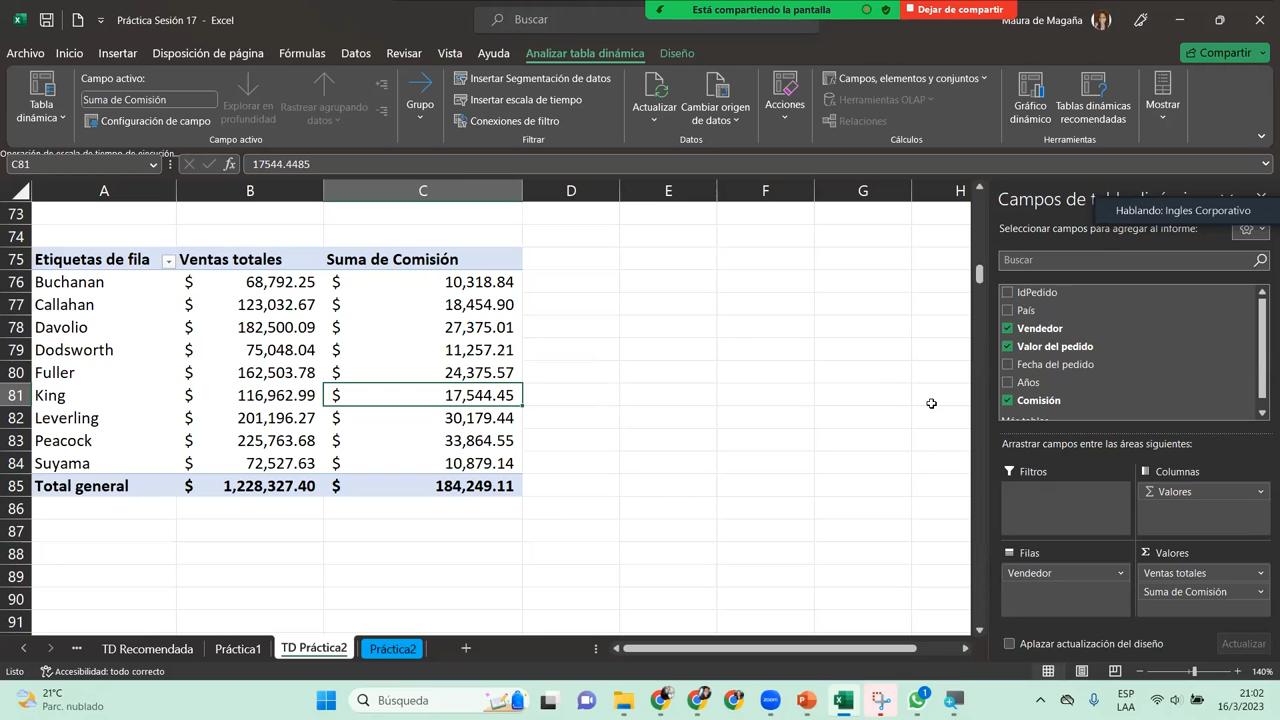 Práctica Sesión 17 - Excel
Buscar
Está compartiendo la pantalla
Dejar de compartir
Maura de Magaña
Archivo Inicio Insertar Disposición de página Fórmulas Datos Revisar Vista Ayuda Analizar tabla dinámica Diseño
Compartir
Tabla dinámica
Campo activo:
Suma de Comisión
Configuración de campo
Explorar en profundidad
Rastrear agrupando datos
Campo activo
Grupo
Insertar Segmentación de datos
Insertar escala de tiempo
Conexiones de filtro
Filtrar
Actualizar
Cambiar origen de datos
Datos
Acciones
Campos, elementos y conjuntos
Herramientas OLAP
Relaciones
Cálculos
Gráfico dinámico
Tablas dinámicas recomendadas
Herramientas
Mostrar
Operación de escala de tiempo de ejecución
C81 fx 17544.4485
A B C D E F G H
73
74
75 Etiquetas de fila Ventas totales Suma de Comisión
76 Buchanan $ 68,792.25 $ 10,318.84
77 Callahan $ 123,032.67 $ 18,454.90
78 Davolio $ 182,500.09 $ 27,375.01
79 Dodsworth $ 75,048.04 $ 11,257.21
80 Fuller $ 162,503.78 $ 24,375.57
81 King $ 116,962.99 $ 17,544.45
82 Leverling $ 201,196.27 $ 30,179.44
83 Peacock $ 225,763.68 $ 33,864.55
84 Suyama $ 72,527.63 $ 10,879.14
85 Total general $ 1,228,327.40 $ 184,249.11
86
87
88
89
90
91
Campos de
Hablando: Ingles Corporativo
Seleccionar campos para agregar al informe:
Buscar
IdPedido
País
Vendedor
Valor del pedido
Fecha del pedido
Años
Comisión
Arrastrar campos entre las áreas siguientes:
Filtros
Columnas
Σ Valores
Filas
Vendedor
Σ Valores
Ventas totales
Suma de Comisión
Aplazar actualización del diseño
Actualizar
TD Recomendada Práctica1 TD Práctica2 Práctica2
Listo Accesibilidad: todo correcto
140%
21°C
Parc. nublado
Búsqueda
1
ESP
LAA
21:02
16/3/2023